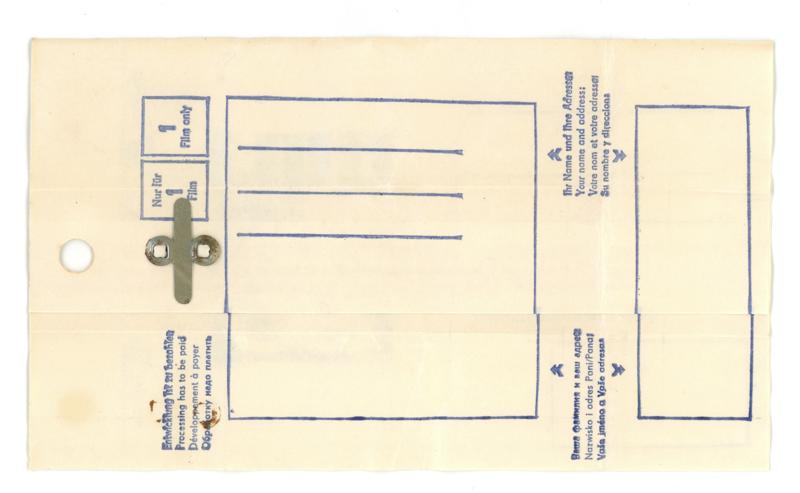 Entwicklung ist zu bezahlen
Processing has to be paid
Développement à payer
Обработку надо платить
Nur für
1
Film
1
Film only
Ваша фамилия и ваш адрес:
Nazwisko i adres Pani/Pana:
Vaše jméno a Vaše adresa:
Ihr Name und Ihre Adresse:
Your name and address:
Votre nom et votre adresse:
Su nombre y direccion: